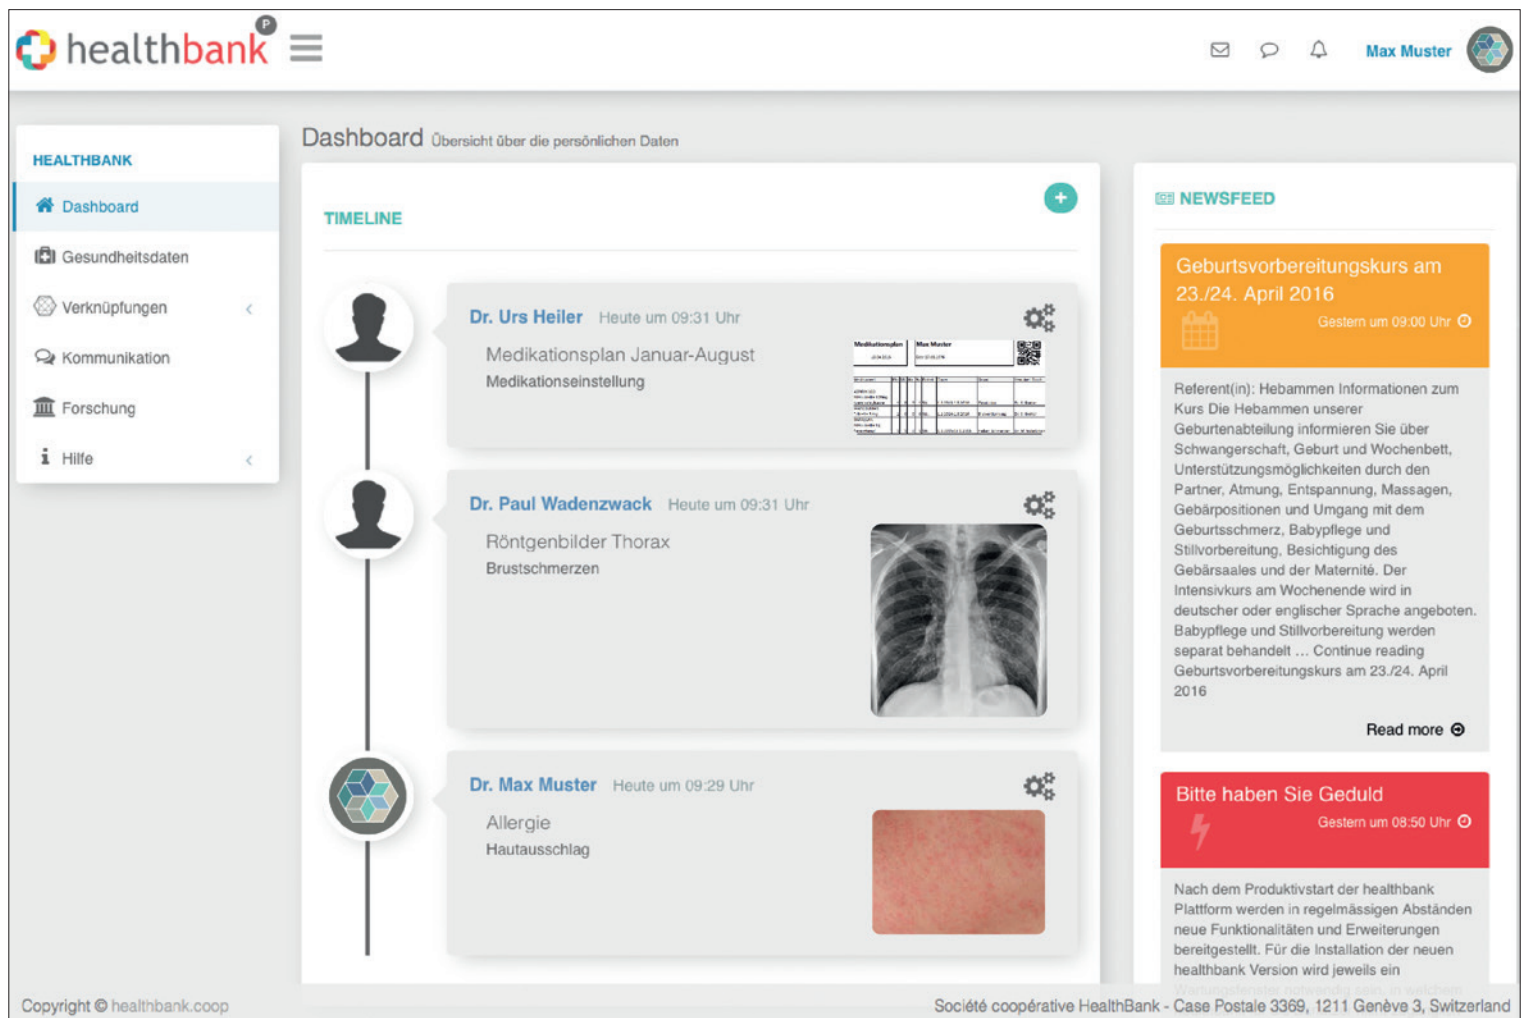 healthbank P
Max Muster
HEALTHBANK
Dashboard
Gesundheitsdaten
Verknüpfungen
Kommunikation
Forschung
Hilfe
Dashboard Übersicht über die persönlichen Daten
TIMELINE
Dr. Urs Heiler Heute um 09:31 Uhr
Medikationsplan Januar-August
Medikationseinstellung
Medikationsplan
Max Muster
Dr. Paul Wadenzwack Heute um 09:31 Uhr
Röntgenbilder Thorax
Brustschmerzen
Dr. Max Muster Heute um 09:29 Uhr
Allergie
Hautausschlag
NEWSFEED
Geburtsvorbereitungskurs am
23./24. April 2016
Gestern um 09:00 Uhr
Referent(in): Hebammen Informationen zum
Kurs Die Hebammen unserer
Geburtenabteilung informieren Sie über
Schwangerschaft, Geburt und Wochenbett,
Unterstützungsmöglichkeiten durch den
Partner, Atmung, Entspannung, Massagen,
Gebärpositionen und Umgang mit dem
Geburtsschmerz, Babypflege und
Stillvorbereitung, Besichtigung des
Gebärsaales und der Maternité. Der
Intensivkurs am Wochenende wird in
deutscher oder englischer Sprache angeboten.
Babypflege und Stillvorbereitung werden
separat behandelt … Continue reading
Geburtsvorbereitungskurs am 23./24. April
2016
Read more
Bitte haben Sie Geduld
Gestern um 08:50 Uhr
Nach dem Produktivstart der healthbank
Plattform werden in regelmässigen Abständen
neue Funktionalitäten und Erweiterungen
bereitgestellt. Für die Installation der neuen
healthbank Version wird jeweils ein
Wartungsfenster notwendig sein, in welchem
Copyright © healthbank.coop
Société coopérative HealthBank - Case Postale 3369, 1211 Genève 3, Switzerland